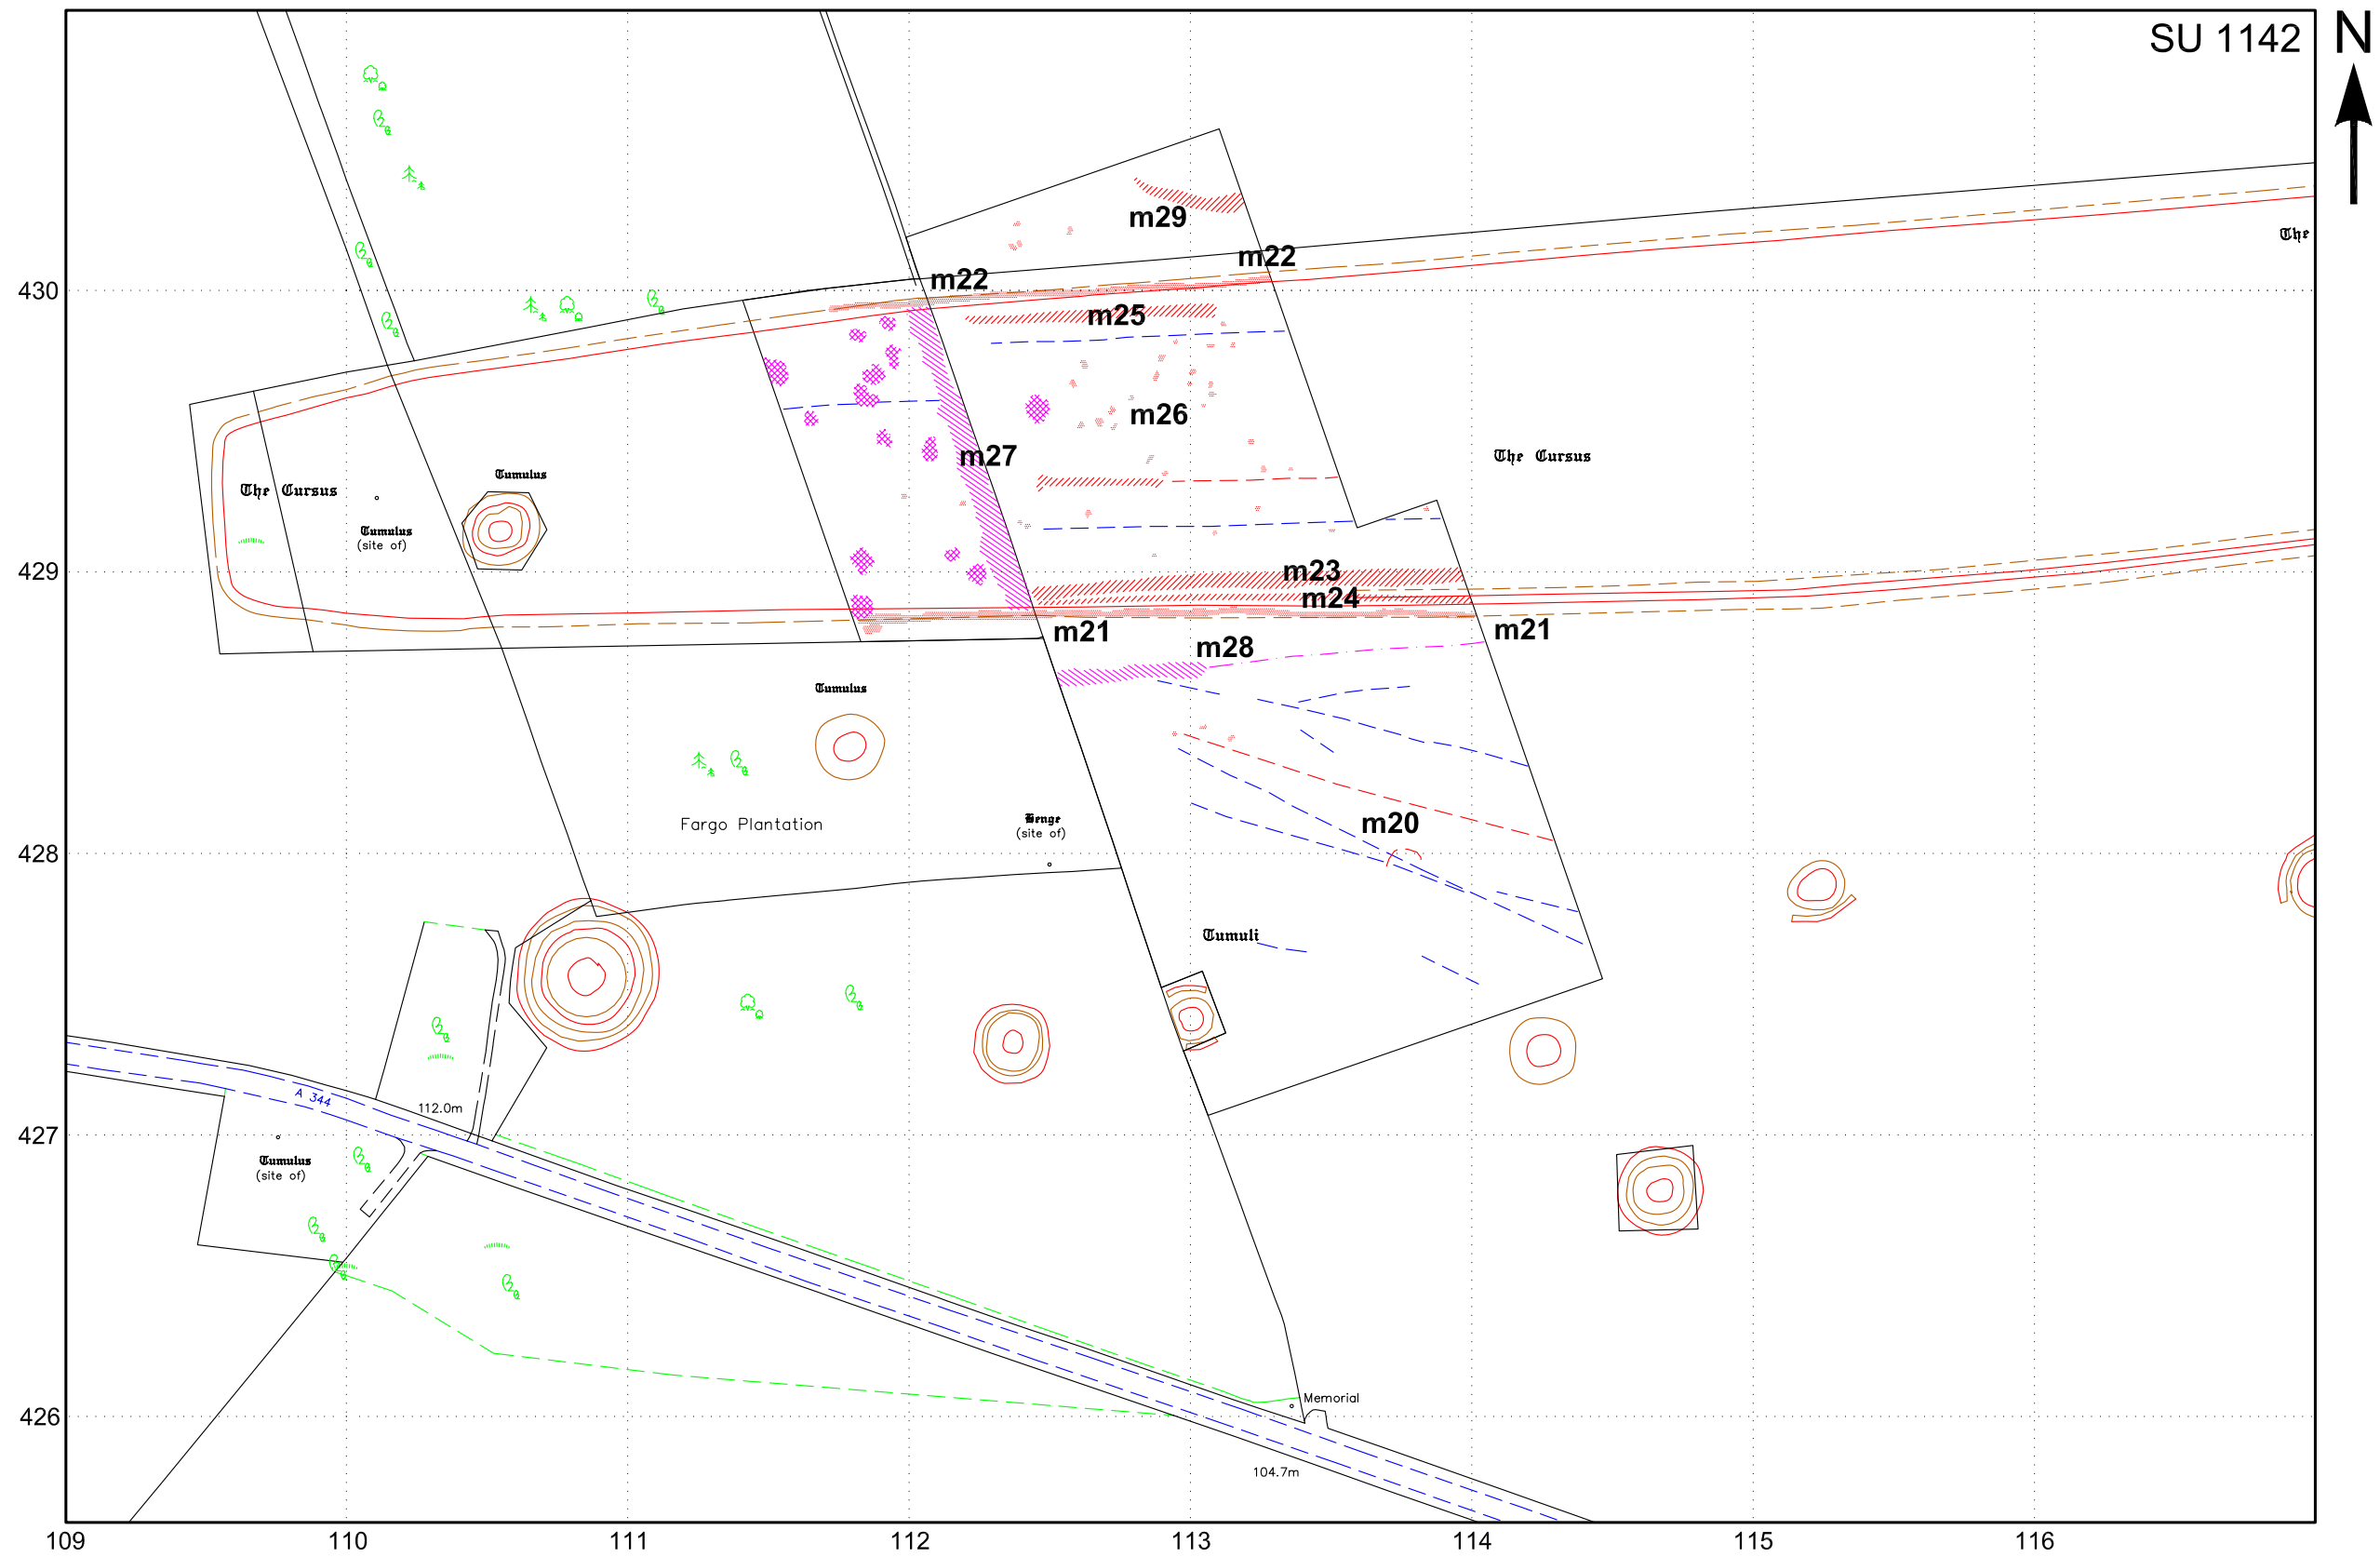 SU 1142
N
m29
The
m22
m22
430
m25
m26
m27
The Cursus
Tumulus
The Cursus
Tumulus
(site of)
429
m23
m24
m21
m21
m28
Tumulus
Fargo Plantation
Henge
(site of)
m20
428
Tumuli
A 344
112.0m
427
Tumulus
(site of)
Memorial
426
104.7m
109 110 111 112 113 114 115 116